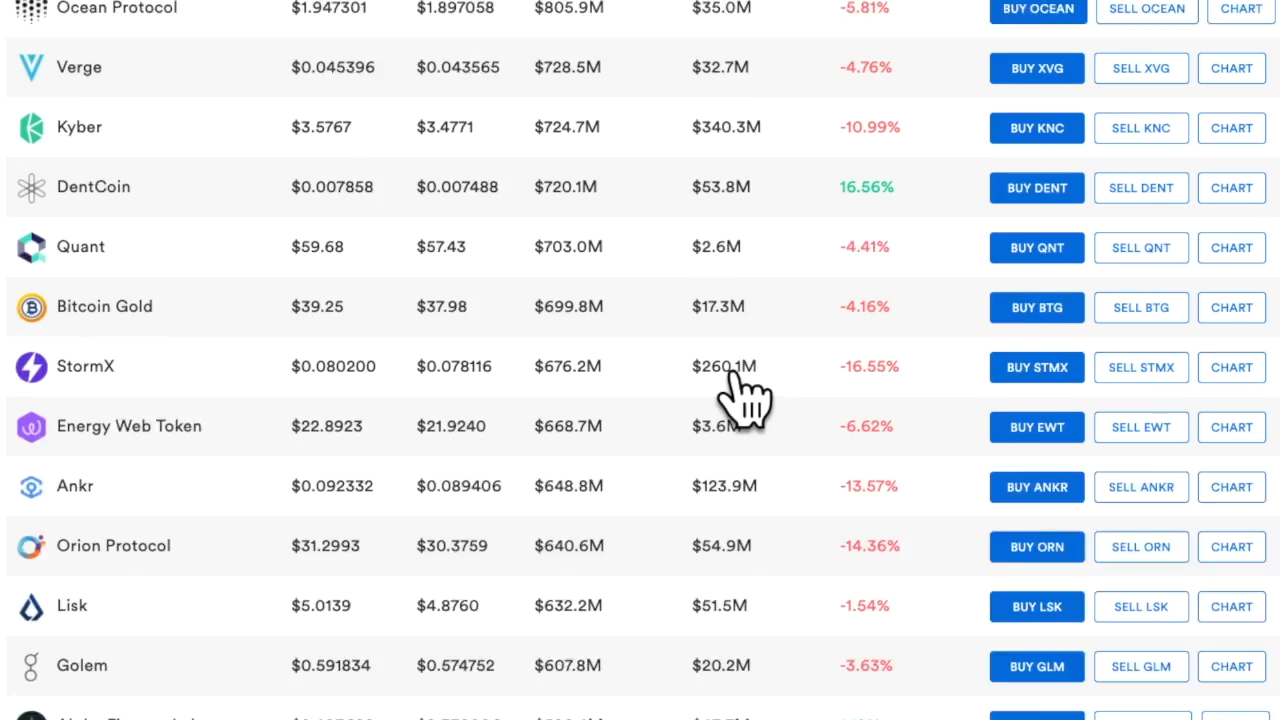 Ocean Protocol $1.947301 $1.897058 $805.9M $35.0M -5.81% BUY OCEAN SELL OCEAN CHART
Verge $0.045396 $0.043565 $728.5M $32.7M -4.76% BUY XVG SELL XVG CHART
Kyber $3.5767 $3.4771 $724.7M $340.3M -10.99% BUY KNC SELL KNC CHART
DentCoin $0.007858 $0.007488 $720.1M $53.8M 16.56% BUY DENT SELL DENT CHART
Quant $59.68 $57.43 $703.0M $2.6M -4.41% BUY QNT SELL QNT CHART
Bitcoin Gold $39.25 $37.98 $699.8M $17.3M -4.16% BUY BTG SELL BTG CHART
StormX $0.080200 $0.078116 $676.2M $260.1M -16.55% BUY STMX SELL STMX CHART
Energy Web Token $22.8923 $21.9240 $668.7M $3.6M -6.62% BUY EWT SELL EWT CHART
Ankr $0.092332 $0.089406 $648.8M $123.9M -13.57% BUY ANKR SELL ANKR CHART
Orion Protocol $31.2993 $30.3759 $640.6M $54.9M -14.36% BUY ORN SELL ORN CHART
Lisk $5.0139 $4.8760 $632.2M $51.5M -1.54% BUY LSK SELL LSK CHART
Golem $0.591834 $0.574752 $607.8M $20.2M -3.63% BUY GLM SELL GLM CHART